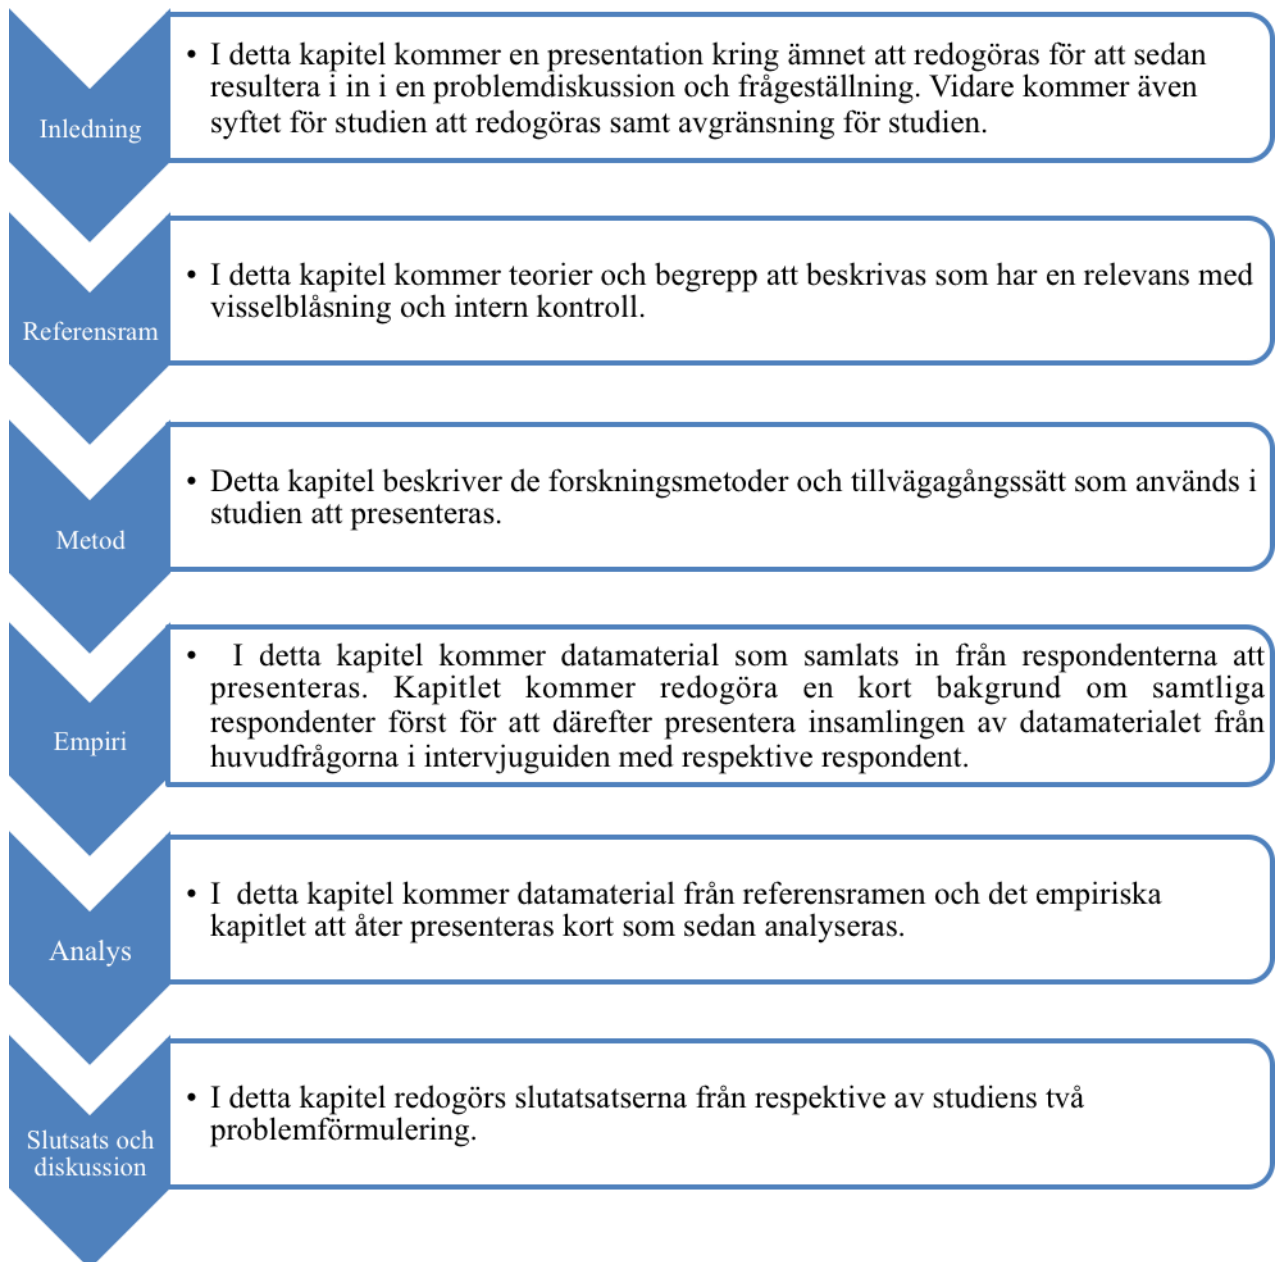 Inledning
• I detta kapitel kommer en presentation kring ämnet att redogöras för att sedan
resultera i in i en problemdiskussion och frågeställning. Vidare kommer även
syftet för studien att redogöras samt avgränsning för studien.
Referensram
• I detta kapitel kommer teorier och begrepp att beskrivas som har en relevans med
visselblåsning och intern kontroll.
Metod
• Detta kapitel beskriver de forskningsmetoder och tillvägagångssätt som används i
studien att presenteras.
Empiri
• I detta kapitel kommer datamaterial som samlats in från respondenterna att
presenteras. Kapitlet kommer redogöra en kort bakgrund om samtliga
respondenter först för att därefter presentera insamlingen av datamaterialet från
huvudfrågorna i intervjuguiden med respektive respondent.
Analys
• I detta kapitel kommer datamaterial från referensramen och det empiriska
kapitlet att åter presenteras kort som sedan analyseras.
Slutsats och
diskussion
• I detta kapitel redogörs slutatsatserna från respektive av studiens två
problemförmulering.